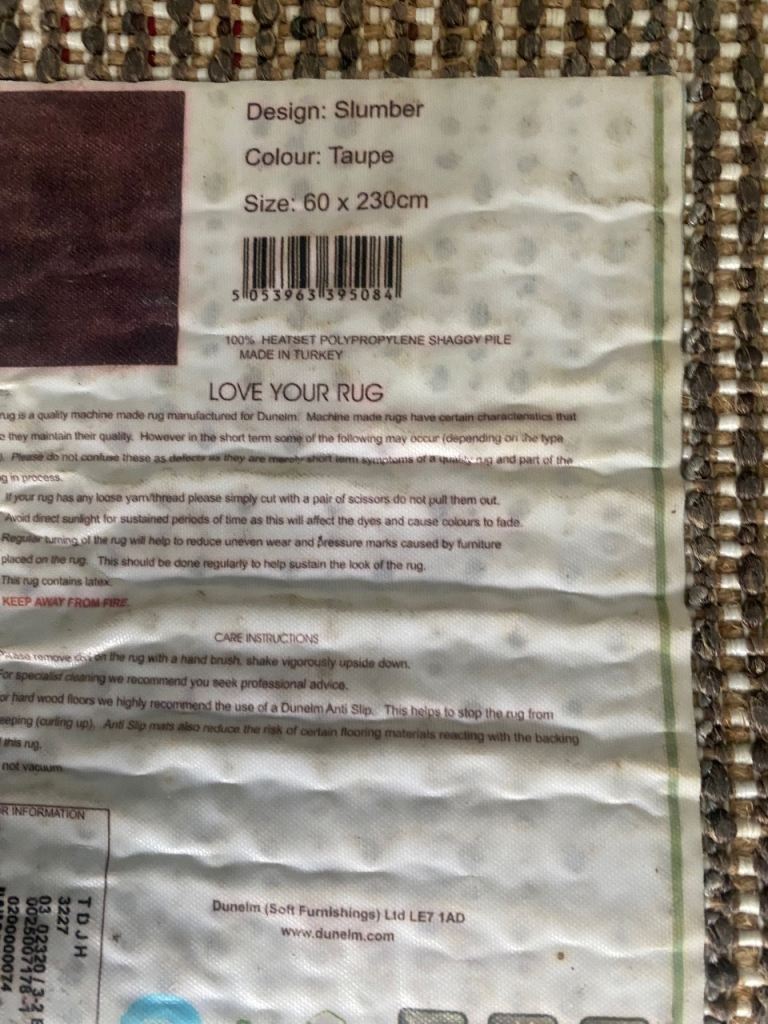 Design: Slumber
Colour: Taupe
Size: 60 x 230cm
5 053963 395084
100% HEATSET POLYPROPYLENE SHAGGY PILE
MADE IN TURKEY
LOVE YOUR RUG
rug is a quality machine made rug manufactured for Dunelm. Machine made rugs have certain characteristics that
they maintain their quality. However in the short term some of the following may occur (depending on the type
). Please do not confuse these as defects as they are merely short term symptoms of a quality rug and part of the
g in process.
If your rug has any loose yarn/thread please simply cut with a pair of scissors do not pull them out.
Avoid direct sunlight for sustained periods of time as this will affect the dyes and cause colours to fade.
Regular turning of the rug will help to reduce uneven wear and pressure marks caused by furniture
placed on the rug. This should be done regularly to help sustain the look of the rug.
This rug contains latex.
KEEP AWAY FROM FIRE.
CARE INSTRUCTIONS
Please remove dirt on the rug with a hand brush, shake vigorously upside down.
For specialist cleaning we recommend you seek professional advice.
or hard wood floors we highly recommend the use of a Dunelm Anti Slip. This helps to stop the rug from
eeping (curling up). Anti Slip mats also reduce the risk of certain flooring materials reacting with the backing
this rug.
not vacuum
R INFORMATION
T D J H
3227
03 02320 / 3-2
0028007178-1
0200000074
Dunelm (Soft Furnishings) Ltd LE7 1AD
www.dunelm.com